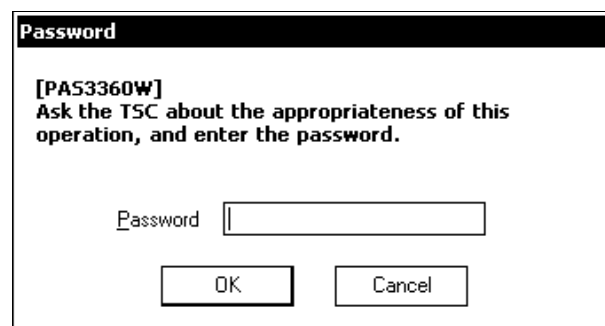 Password
[PAS3360W]
Ask the TSC about the appropriateness of this
operation, and enter the password.
Password
OK Cancel